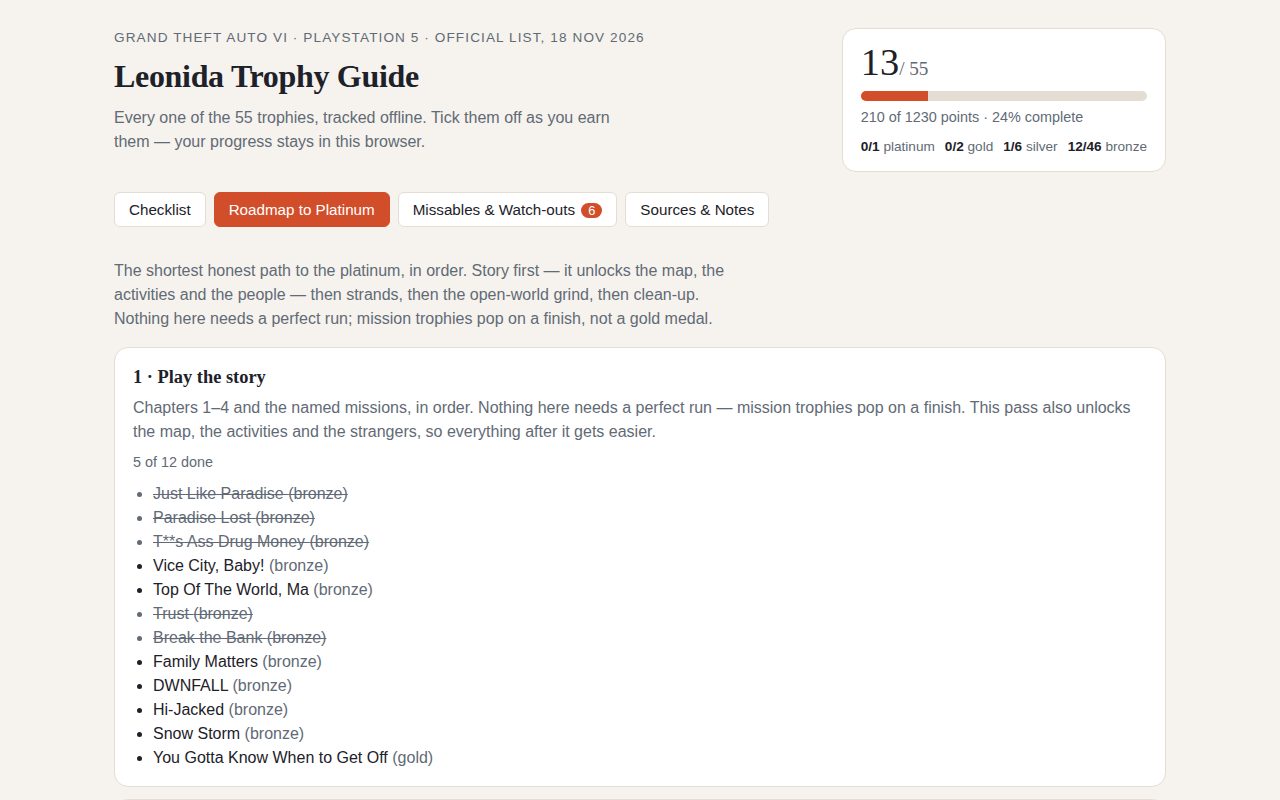 GRAND THEFT AUTO VI · PLAYSTATION 5 · OFFICIAL LIST, 18 NOV 2026
Leonida Trophy Guide
Every one of the 55 trophies, tracked offline. Tick them off as you earn
them — your progress stays in this browser.
13/ 55
210 of 1230 points · 24% complete
0/1 platinum 0/2 gold 1/6 silver 12/46 bronze
Checklist
Roadmap to Platinum
Missables & Watch-outs 6
Sources & Notes
The shortest honest path to the platinum, in order. Story first — it unlocks the map, the
activities and the people — then strands, then the open-world grind, then clean-up.
Nothing here needs a perfect run; mission trophies pop on a finish, not a gold medal.
1 · Play the story
Chapters 1–4 and the named missions, in order. Nothing here needs a perfect run — mission trophies pop on a finish. This pass also unlocks
the map, the activities and the strangers, so everything after it gets easier.
5 of 12 done
Just Like Paradise (bronze)
Paradise Lost (bronze)
T**s Ass Drug Money (bronze)
Vice City, Baby! (bronze)
Top Of The World, Ma (bronze)
Trust (bronze)
Break the Bank (bronze)
Family Matters (bronze)
DWNFALL (bronze)
Hi-Jacked (bronze)
Snow Storm (bronze)
You Gotta Know When to Get Off (gold)